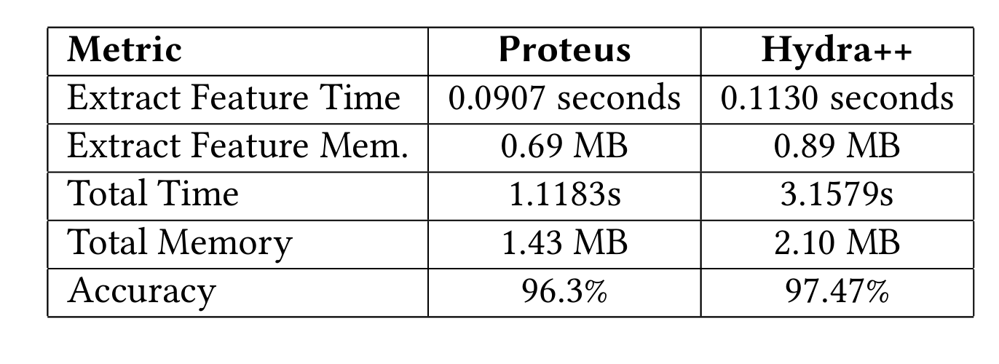 Metric Proteus Hydra++
Extract Feature Time 0.0907 seconds 0.1130 seconds
Extract Feature Mem. 0.69 MB 0.89 MB
Total Time 1.1183s 3.1579s
Total Memory 1.43 MB 2.10 MB
Accuracy 96.3% 97.47%